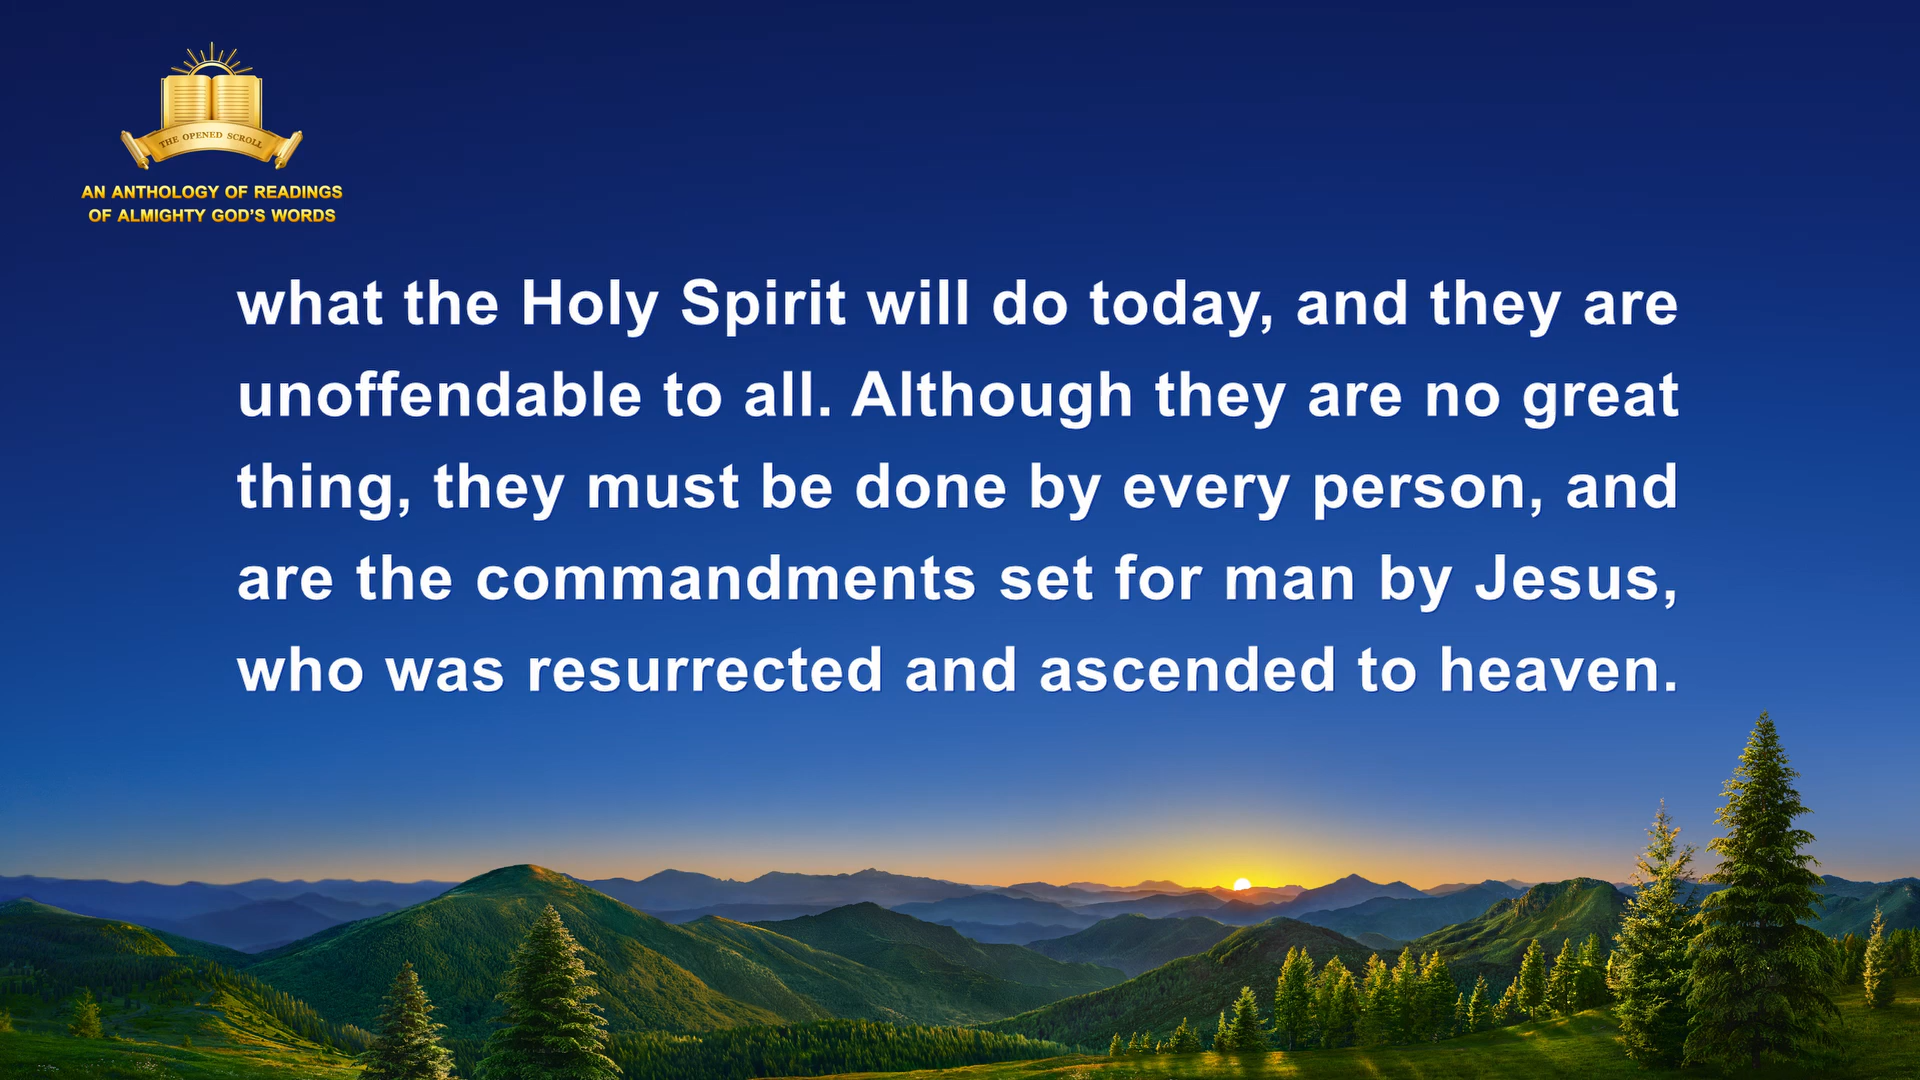 THE OPENED SCROLL
AN ANTHOLOGY OF READINGS
OF ALMIGHTY GOD'S WORDS
what the Holy Spirit will do today, and they are
unoffendable to all. Although they are no great
thing, they must be done by every person, and
are the commandments set for man by Jesus,
who was resurrected and ascended to heaven.